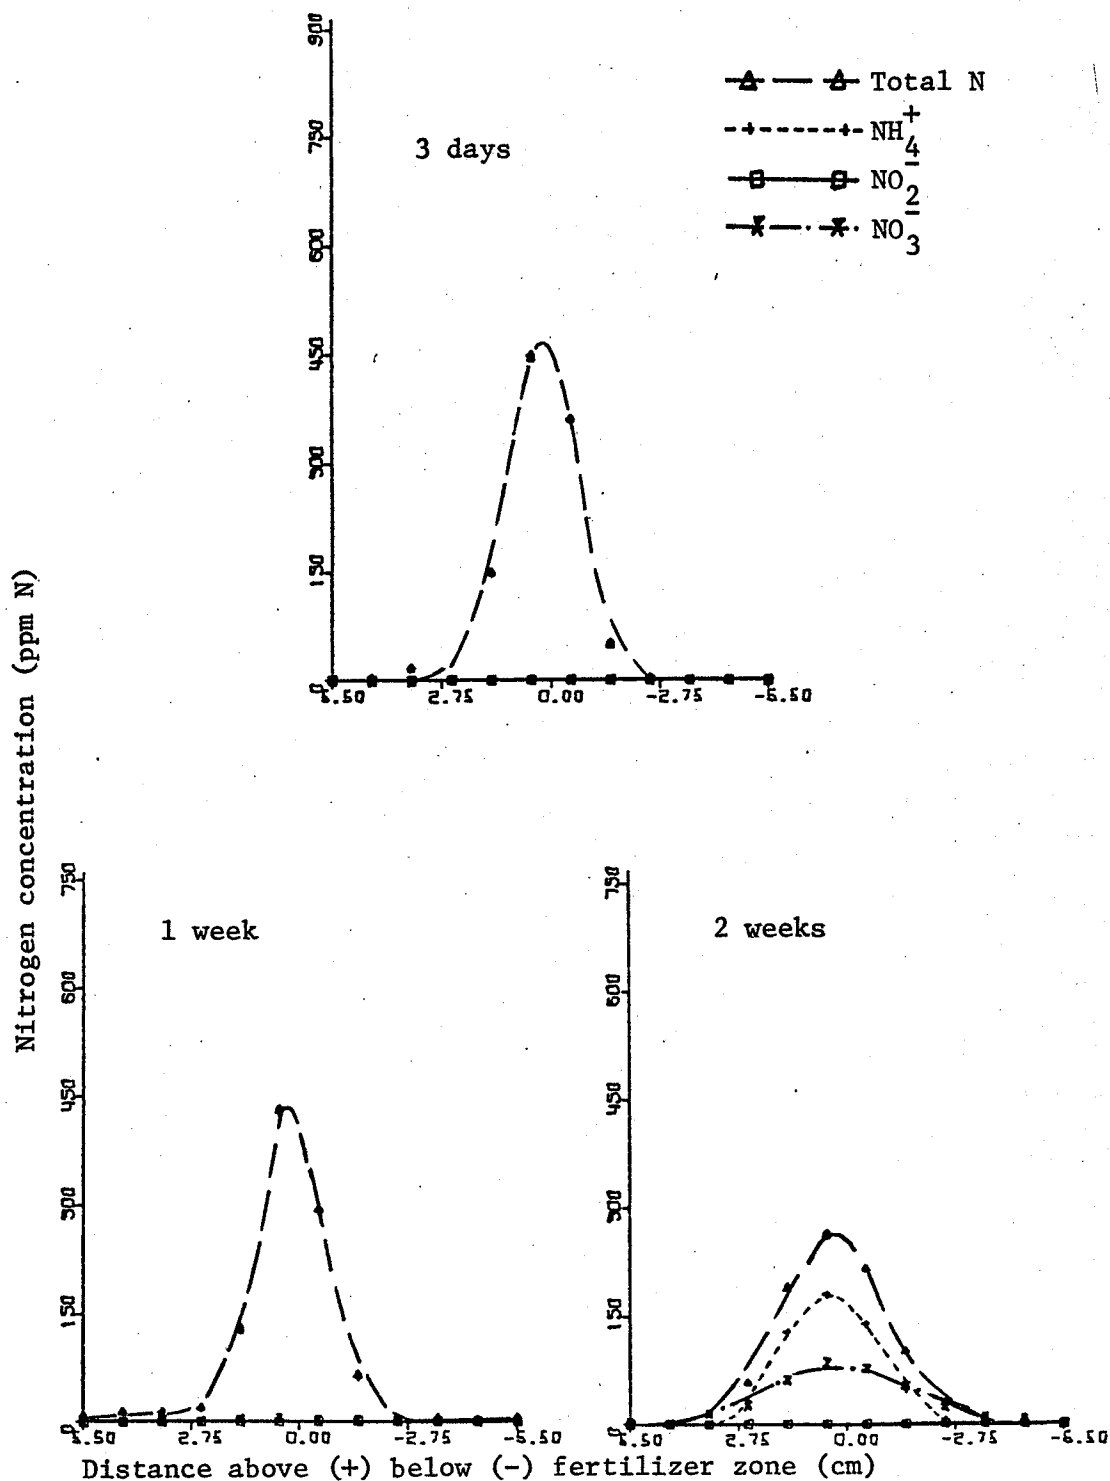 900
750
600
450
300
150
0
5.50 2.75 0.00 -2.75 -5.50
3 days
Total N
NH4+
NO2-
NO3-
Nitrogen concentration (ppm N)
750
600
450
300
150
0
5.50 2.75 0.00 -2.75 -5.50
1 week
750
600
450
300
150
0
5.50 2.75 0.00 -2.75 -5.50
2 weeks
Distance above (+) below (-) fertilizer zone (cm)